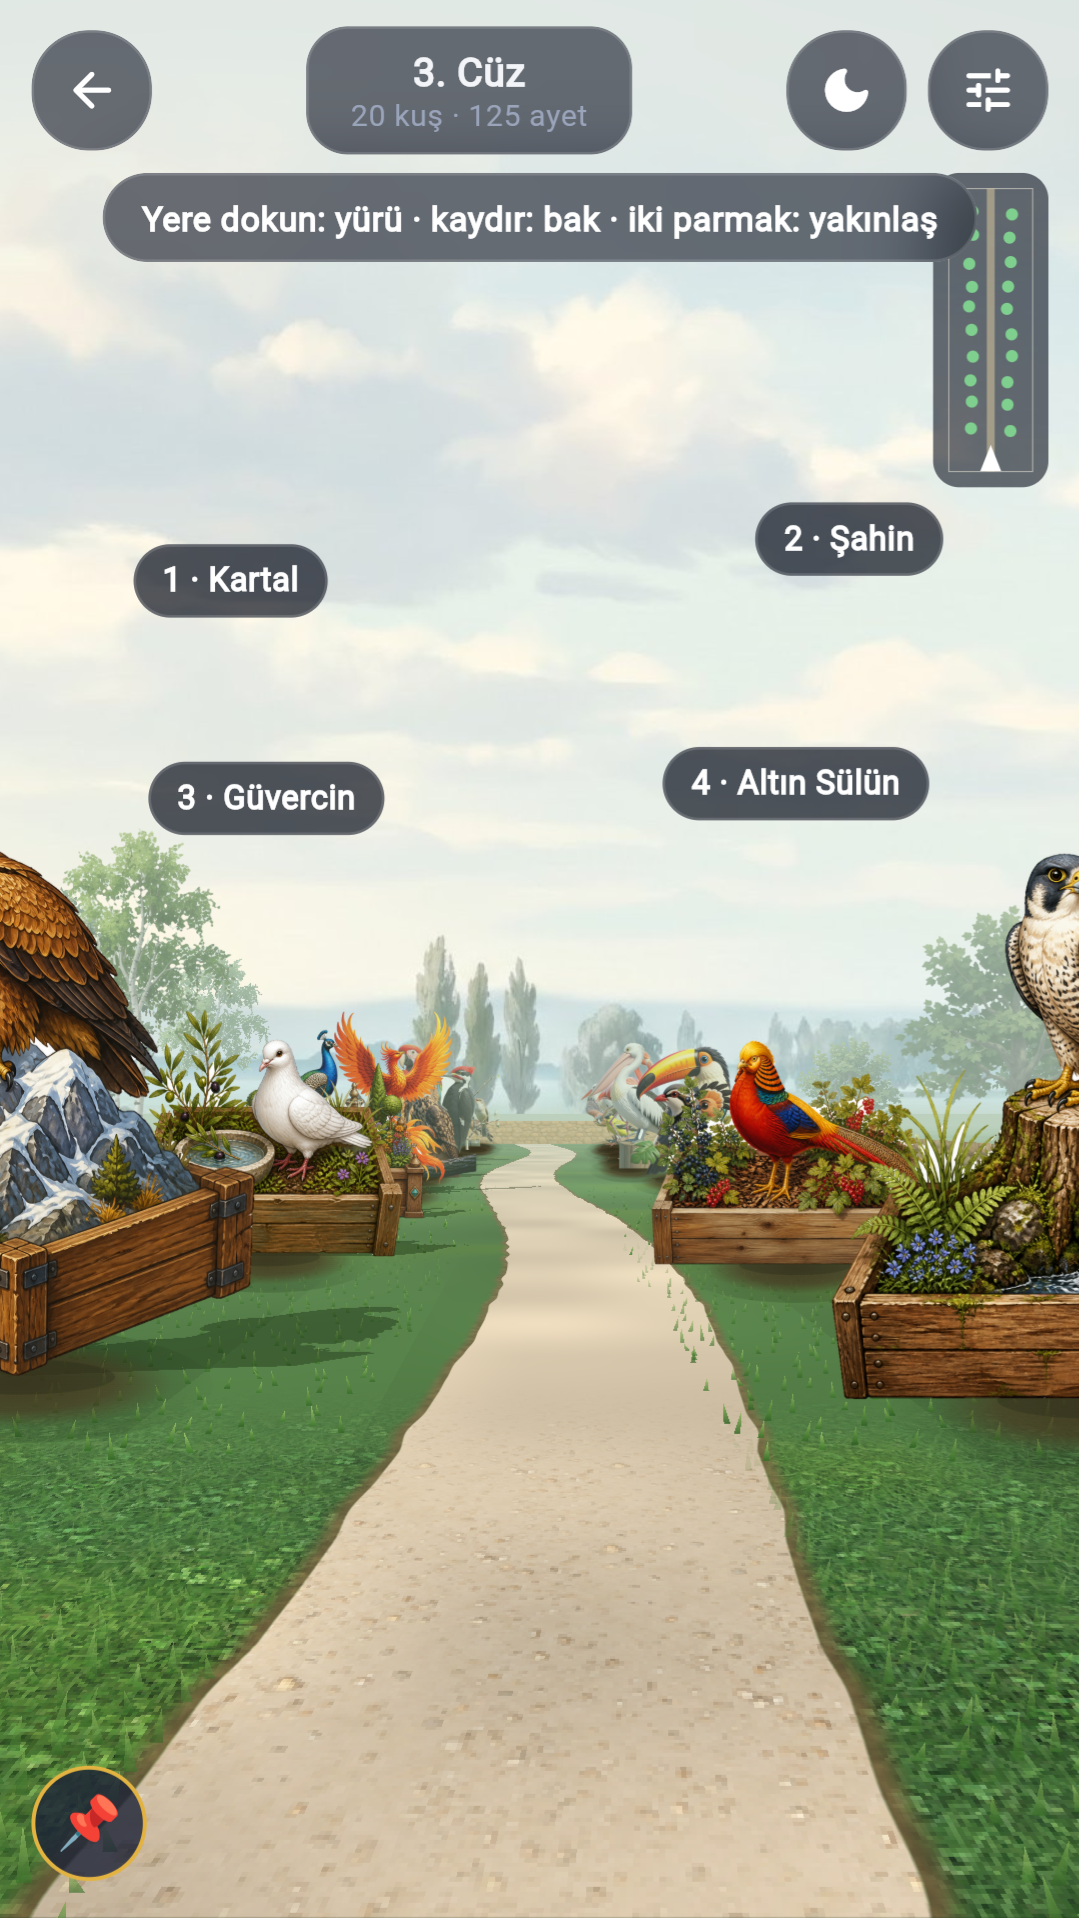 3. Cüz
20 kuş · 125 ayet
Yere dokun: yürü · kaydır: bak · iki parmak: yakınlaş
2 · Şahin
1 · Kartal
4 · Altın Sülün
3 · Güvercin